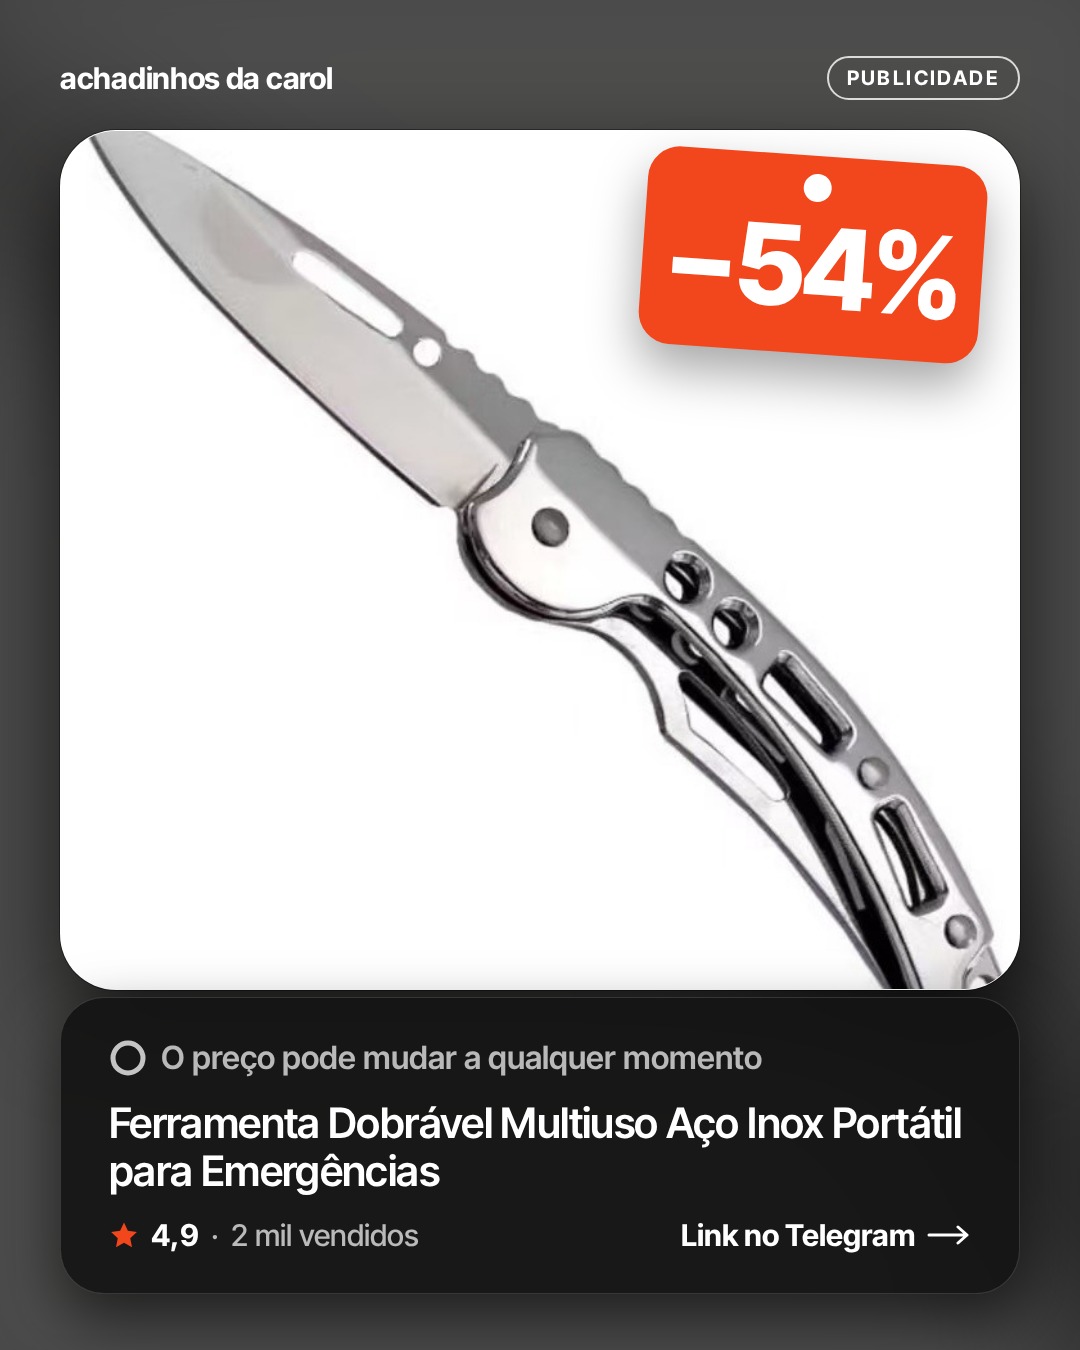 achadinhos da carol
PUBLICIDADE
−54%
O preço pode mudar a qualquer momento
Ferramenta Dobrável Multiuso Aço Inox Portátil
para Emergências
4,9 · 2 mil vendidos
Link no Telegram →